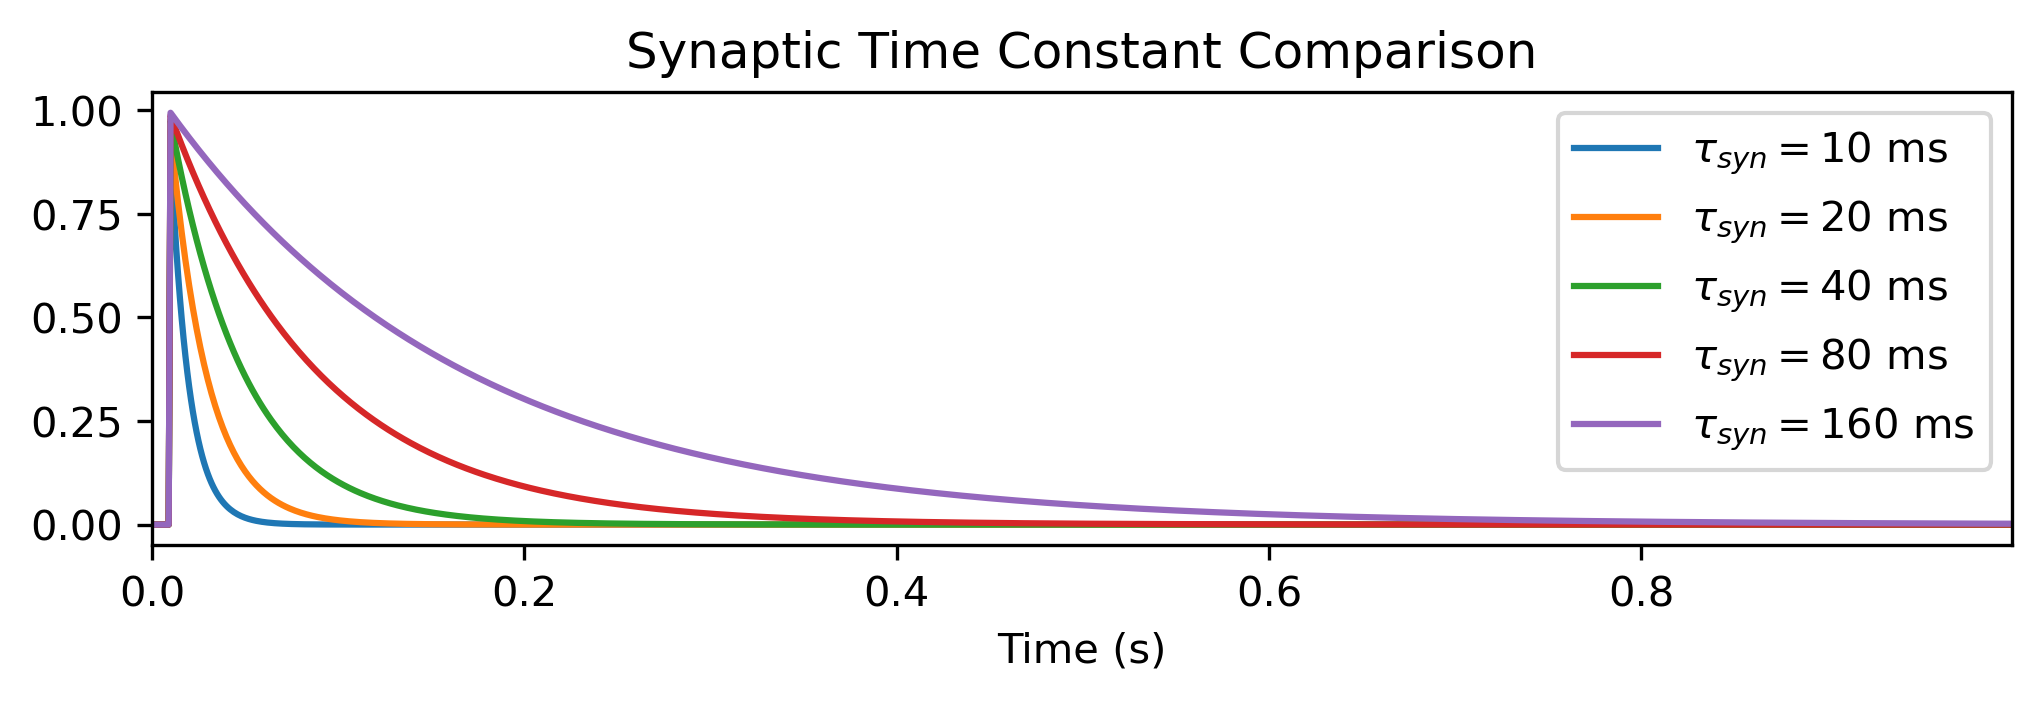 Synaptic Time Constant Comparison
1.00
0.75
0.50
0.25
0.00
τsyn = 10 ms
τsyn = 20 ms
τsyn = 40 ms
τsyn = 80 ms
τsyn = 160 ms
0.0 0.2 0.4 0.6 0.8
Time (s)